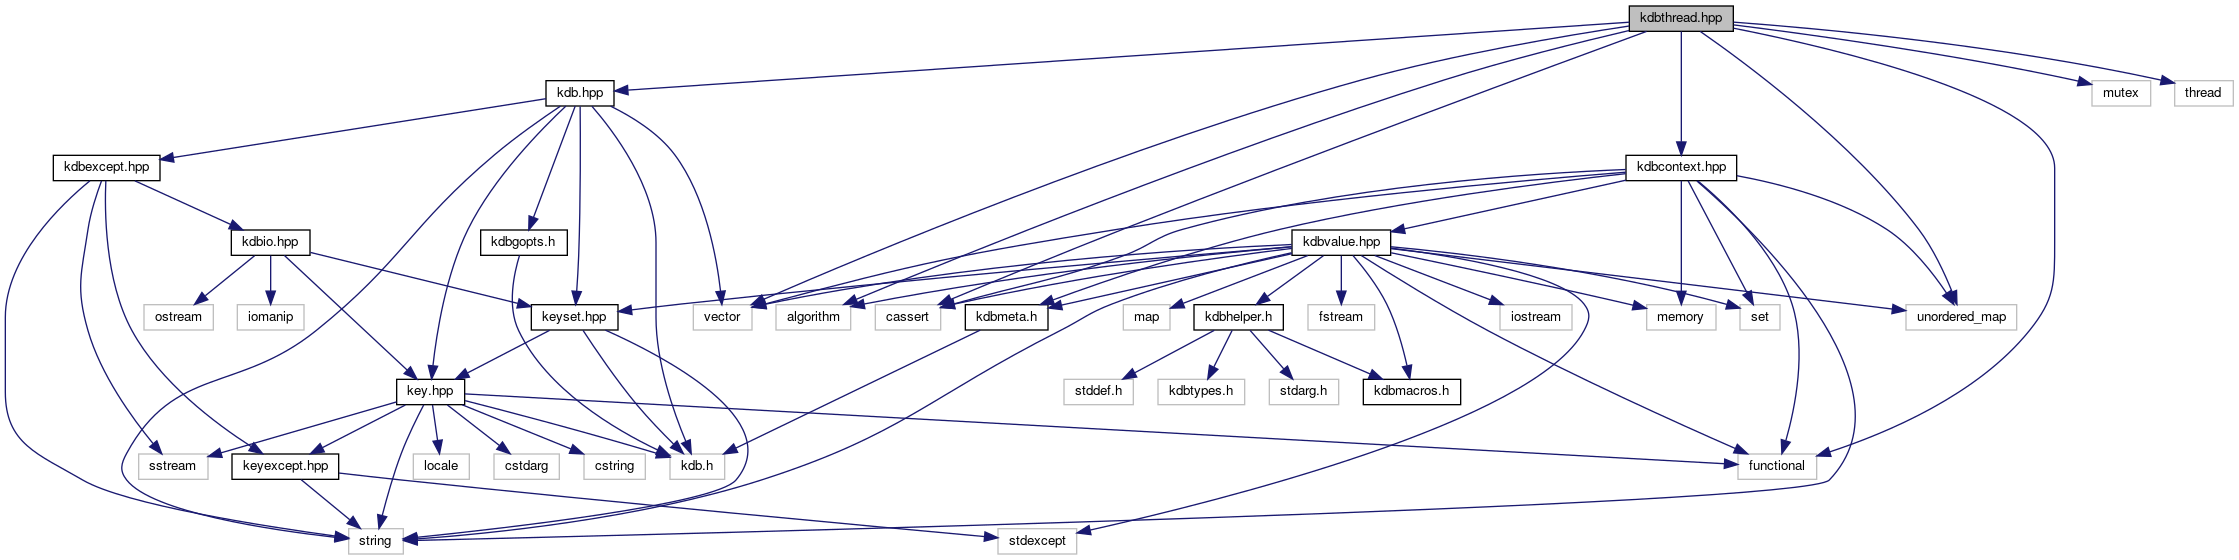 kdbthread.hpp
kdb.hpp
mutex
thread
kdbexcept.hpp
kdbcontext.hpp
kdbio.hpp
kdbgopts.h
kdbvalue.hpp
ostream
iomanip
keyset.hpp
vector
algorithm
cassert
kdbmeta.h
map
kdbhelper.h
fstream
iostream
memory
set
unordered_map
key.hpp
stddef.h
kdbtypes.h
stdarg.h
kdbmacros.h
sstream
keyexcept.hpp
locale
cstdarg
cstring
kdb.h
functional
string
stdexcept